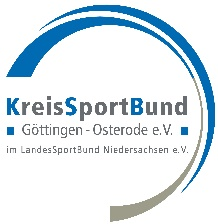 KreisSportBund
Göttingen - Osterode e.V.
im LandesSportBund Niedersachsen e.V.